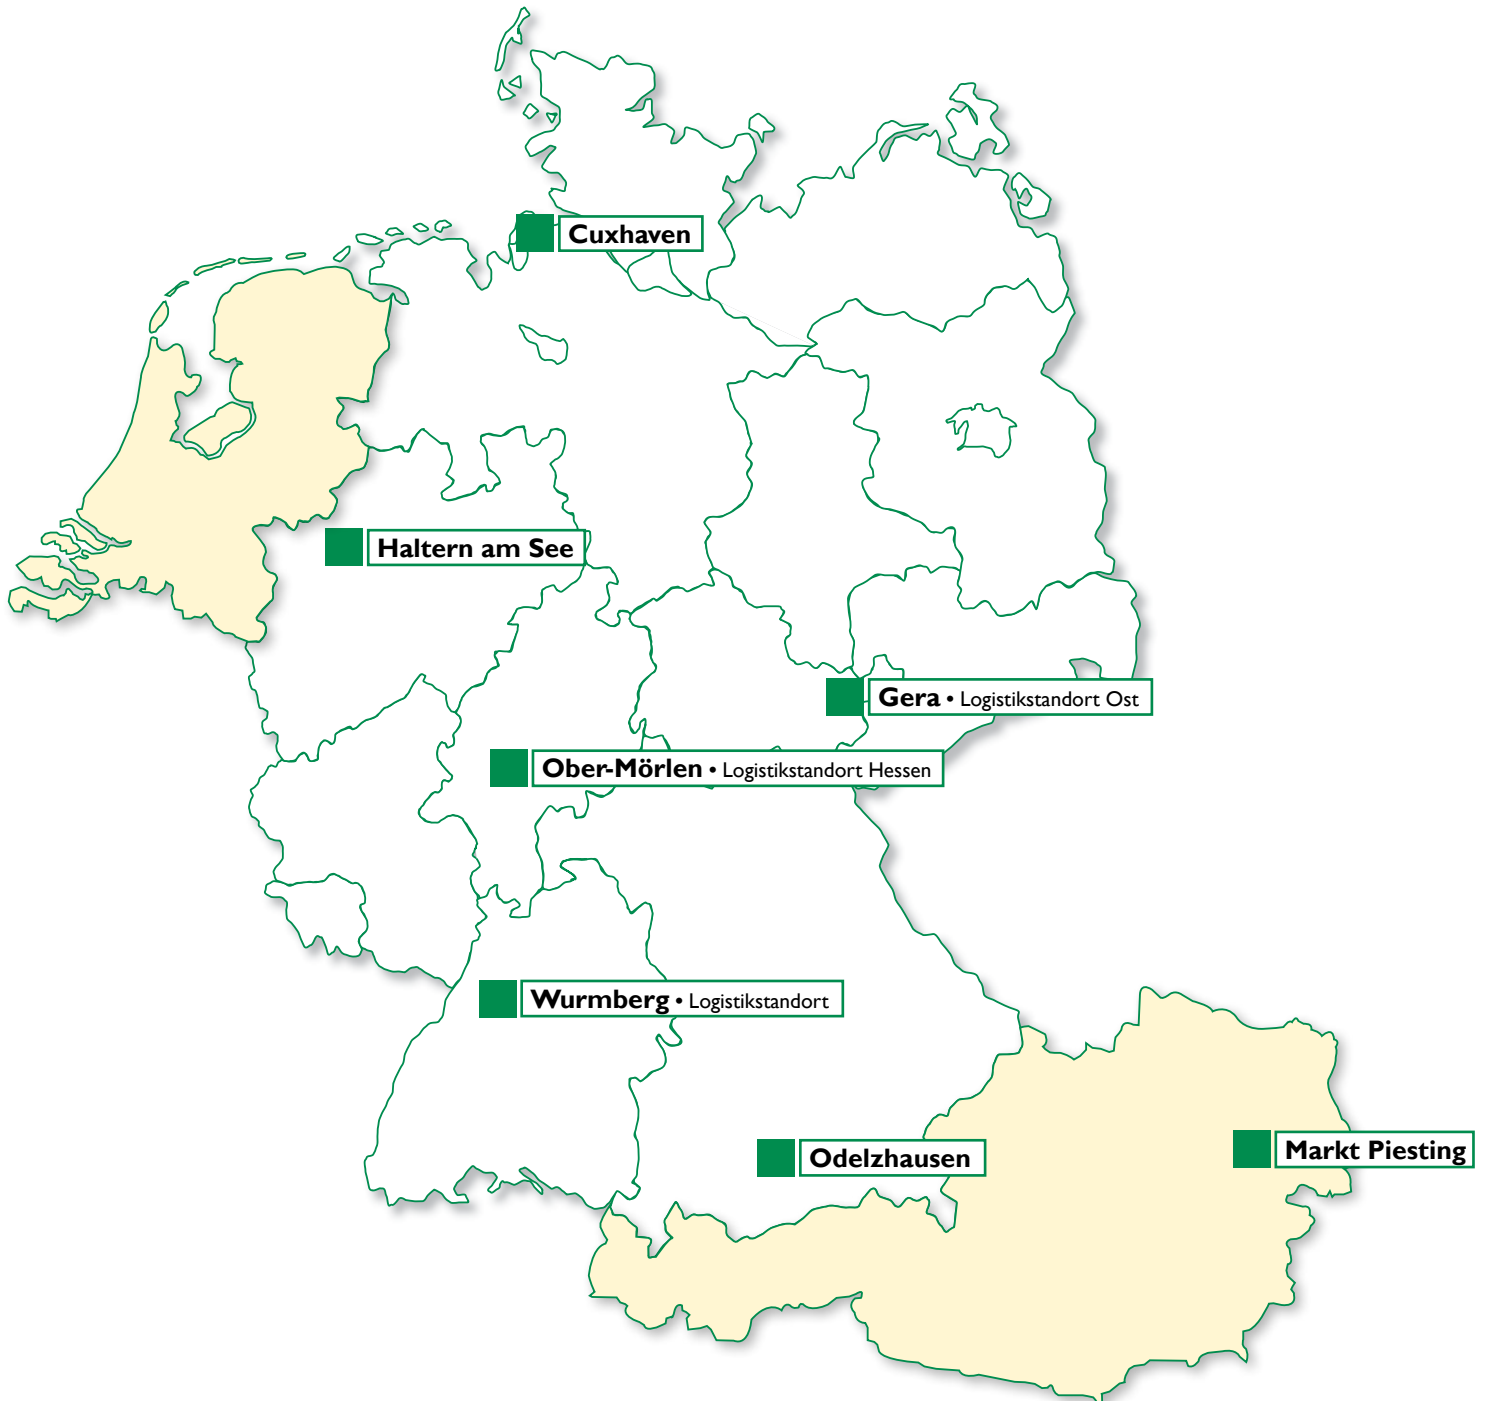 Cuxhaven
Haltern am See
Gera • Logistikstandort Ost
Ober-Mörlen • Logistikstandort Hessen
Wurmberg • Logistikstandort
Odelzhausen
Markt Piesting